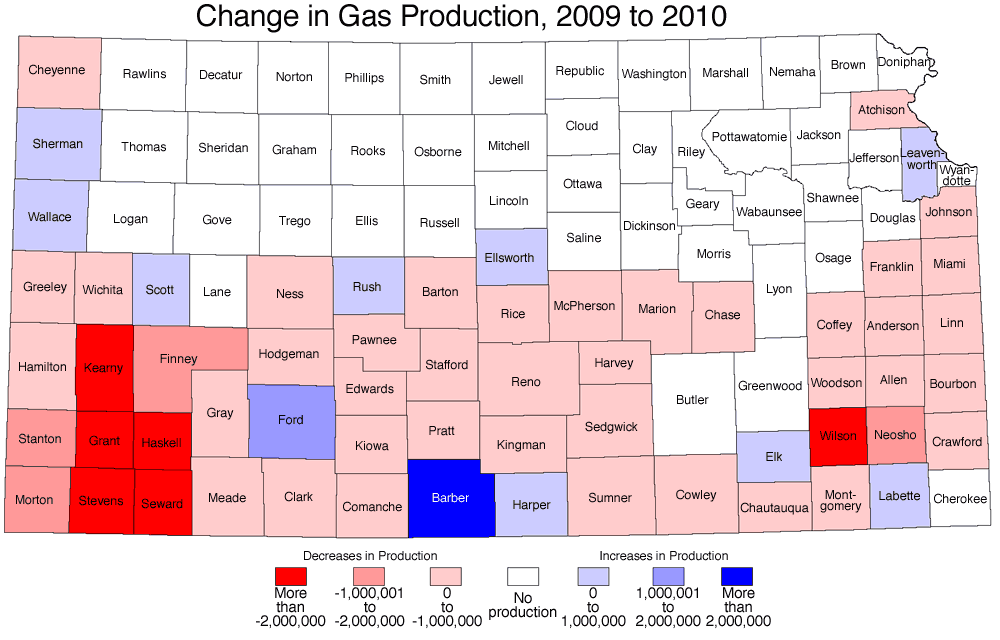 Change in Gas Production, 2009 to 2010
Cheyenne
Rawlins
Decatur
Norton
Phillips
Smith
Jewell
Republic
Washington
Marshall
Nemaha
Brown
Doniphan
Atchison
Sherman
Thomas
Sheridan
Graham
Rooks
Osborne
Mitchell
Cloud
Clay
Riley
Pottawatomie
Jackson
Jefferson
Leaven-
worth
Wyan-
dotte
Wallace
Logan
Gove
Trego
Ellis
Russell
Lincoln
Ottawa
Saline
Dickinson
Geary
Wabaunsee
Shawnee
Douglas
Johnson
Greeley
Wichita
Scott
Lane
Ness
Rush
Barton
Ellsworth
Rice
McPherson
Marion
Morris
Chase
Lyon
Osage
Franklin
Miami
Hamilton
Kearny
Finney
Hodgeman
Pawnee
Stafford
Reno
Harvey
Coffey
Anderson
Linn
Stanton
Grant
Haskell
Gray
Ford
Edwards
Kiowa
Pratt
Kingman
Sedgwick
Butler
Greenwood
Woodson
Allen
Bourbon
Wilson
Neosho
Crawford
Morton
Stevens
Seward
Meade
Clark
Comanche
Barber
Harper
Sumner
Cowley
Elk
Chautauqua
Mont-
gomery
Labette
Cherokee
Decreases in Production
Increases in Production
More
than
-2,000,000
-1,000,001
to
-2,000,000
0
to
-1,000,000
No
production
0
to
1,000,000
1,000,001
to
2,000,000
More
than
2,000,000